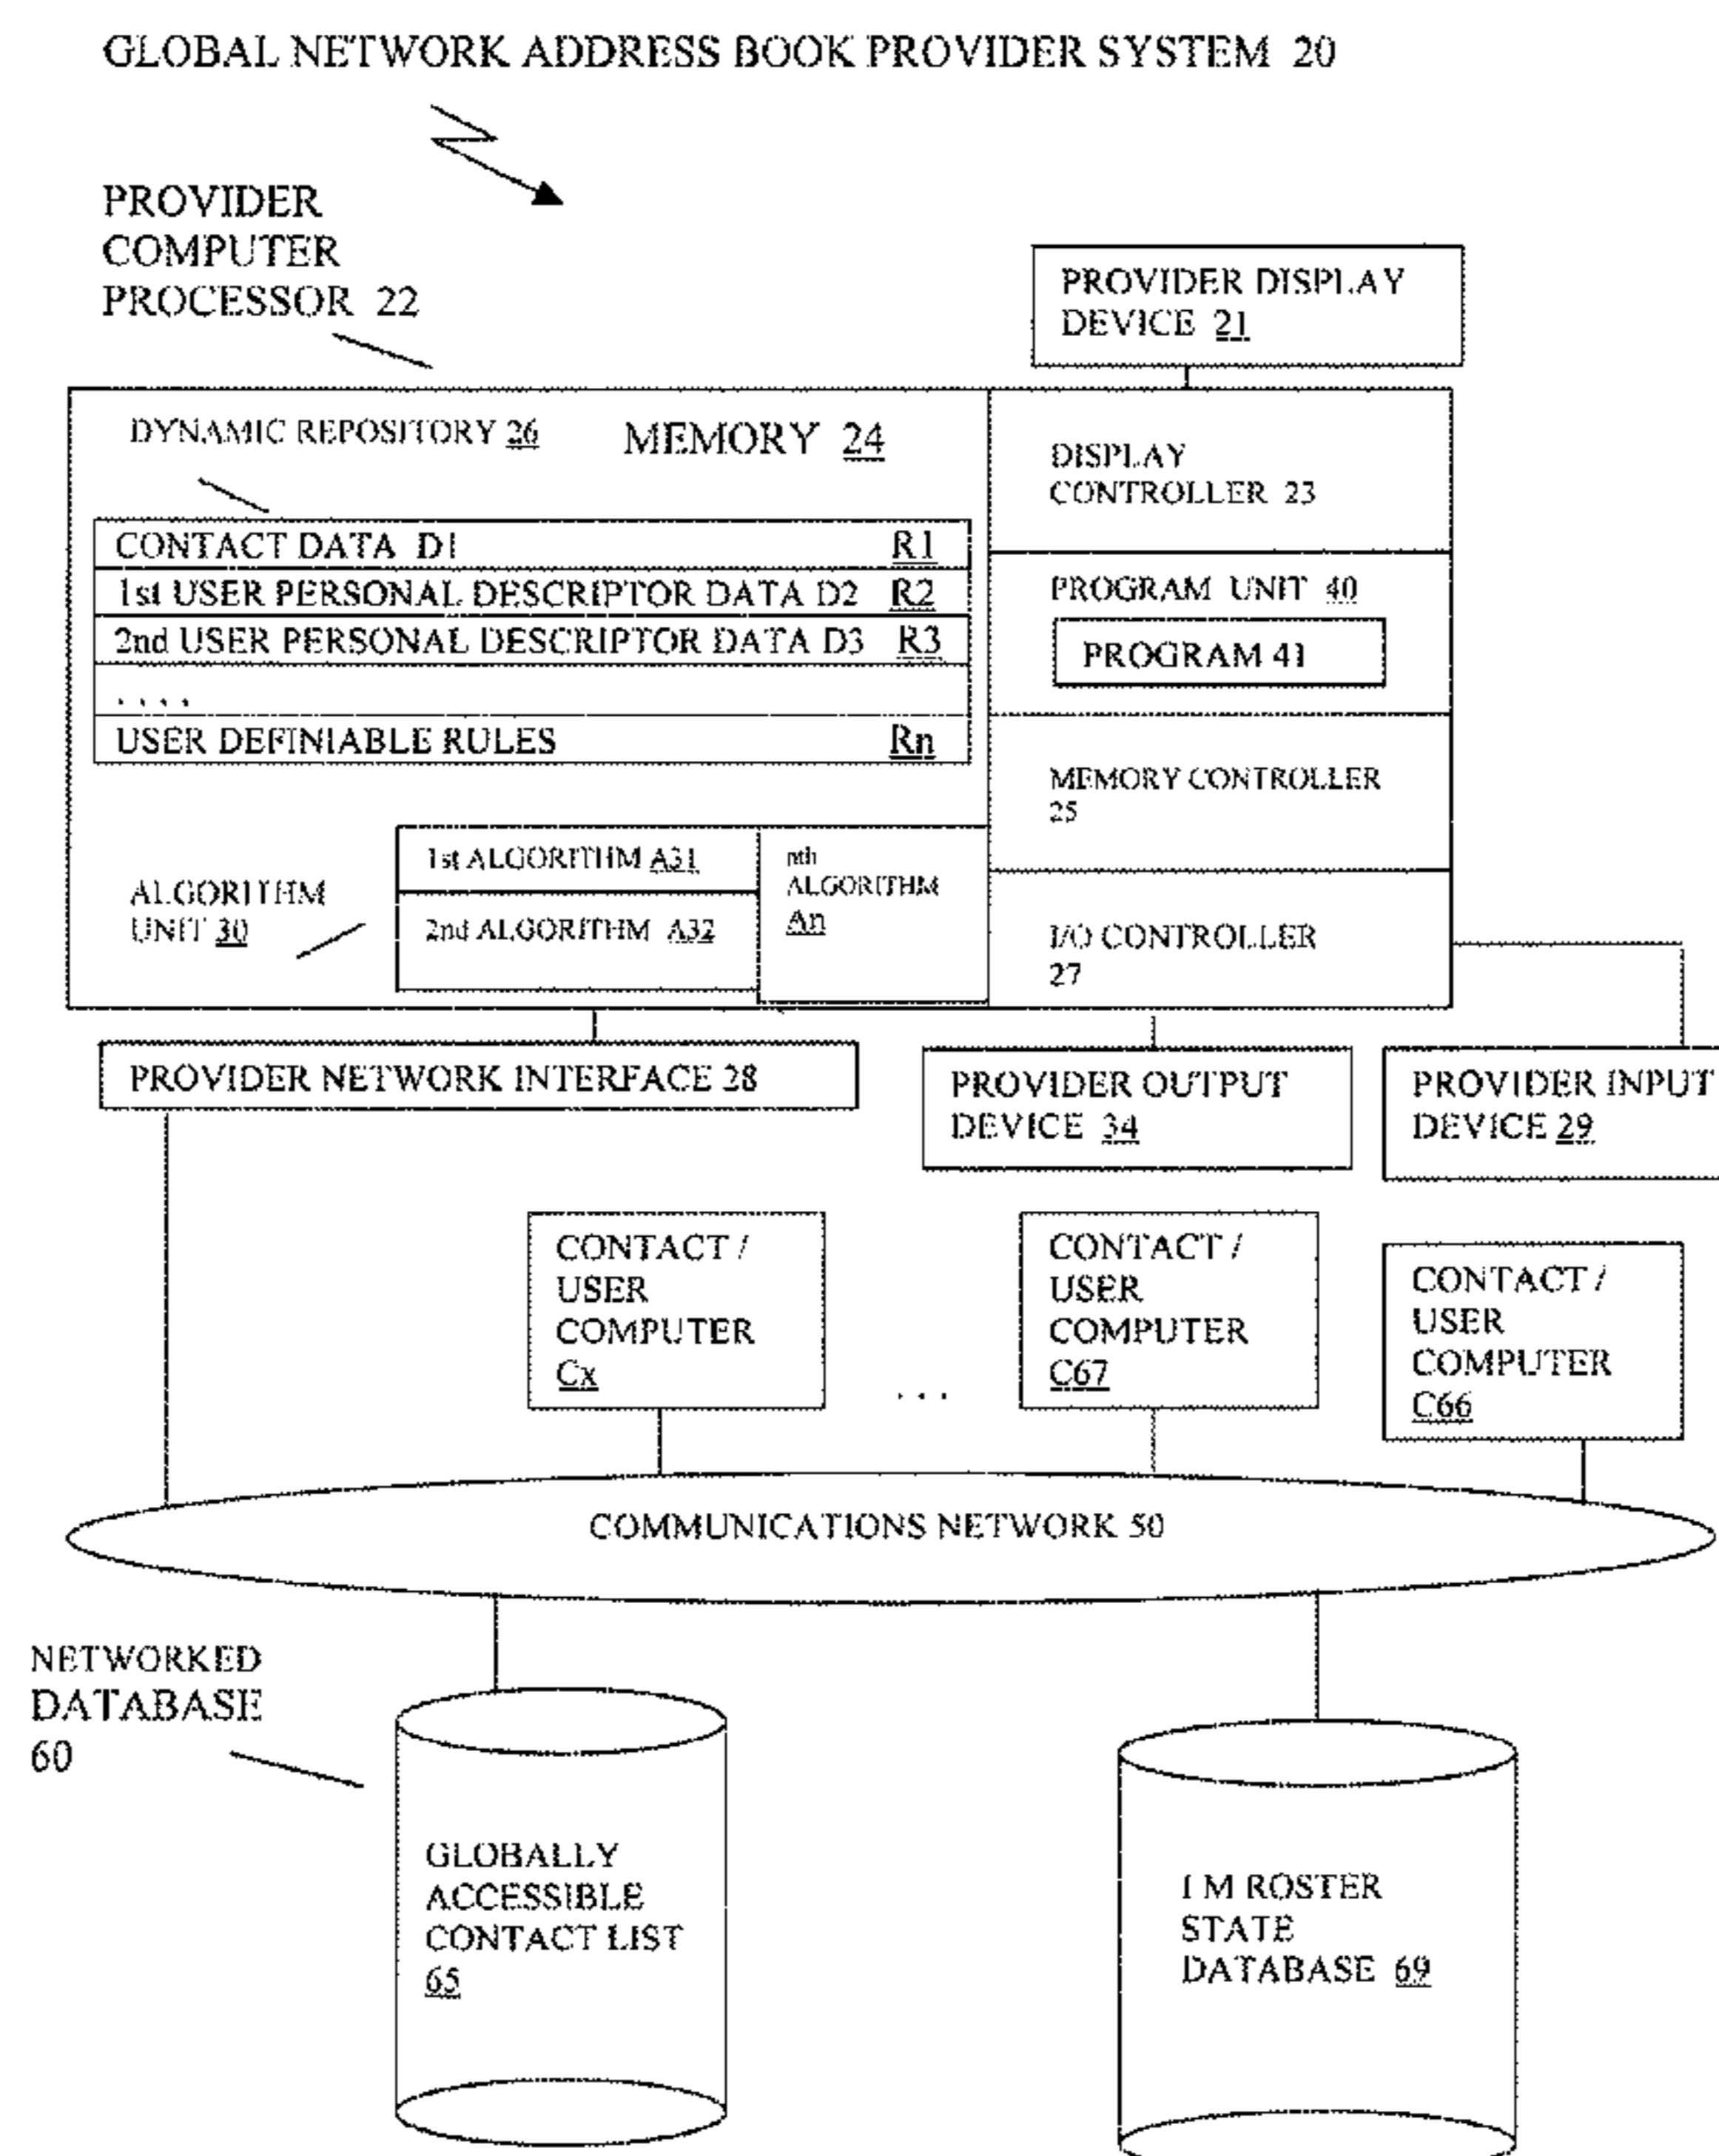 GLOBAL NETWORK ADDRESS BOOK PROVIDER SYSTEM 20
PROVIDER
COMPUTER
PROCESSOR 22
PROVIDER DISPLAY
DEVICE 21
DYNAMIC REPOSITORY 26
MEMORY 24
CONTACT DATA D1 R1
1st USER PERSONAL DESCRIPTOR DATA D2 R2
2nd USER PERSONAL DESCRIPTOR DATA D3 R3
. . . .
USER DEFINIABLE RULES Rn
ALGORITHM
UNIT 30
1st ALGORITHM A31
2nd ALGORITHM A32
nth
ALGORITHM
An
DISPLAY
CONTROLLER 23
PROGRAM UNIT 40
PROGRAM 41
MEMORY CONTROLLER
25
I/O CONTROLLER
27
PROVIDER NETWORK INTERFACE 28
PROVIDER OUTPUT
DEVICE 34
PROVIDER INPUT
DEVICE 29
CONTACT /
USER
COMPUTER
Cx
. . .
CONTACT /
USER
COMPUTER
C67
CONTACT /
USER
COMPUTER
C66
COMMUNICATIONS NETWORK 50
NETWORKED
DATABASE
60
GLOBALLY
ACCESSIBLE
CONTACT LIST
65
I M ROSTER
STATE
DATABASE 69